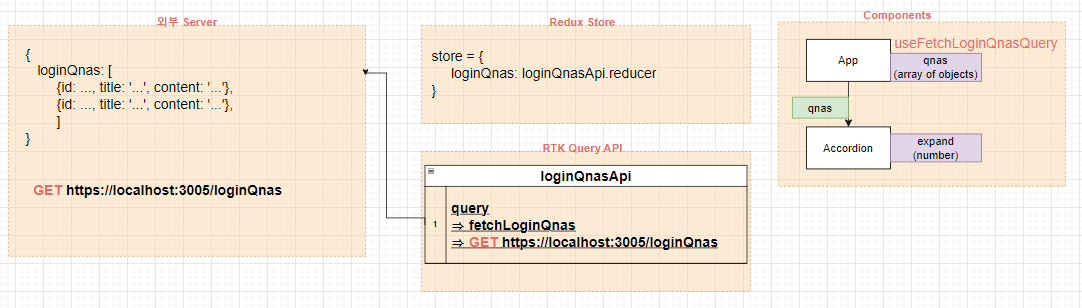 외부 Server
{
loginQnas: [
{id: ..., title: '...', content: '...'},
{id: ..., title: '...', content: '...'},
]
}
GET https://localhost:3005/loginQnas
Redux Store
store = {
loginQnas: loginQnasApi.reducer
}
RTK Query API
loginQnasApi
1
query
=> fetchLoginQnas
=> GET https://localhost:3005/loginQnas
Components
useFetchLoginQnasQuery
App
qnas
(array of objects)
qnas
Accordion
expand
(number)